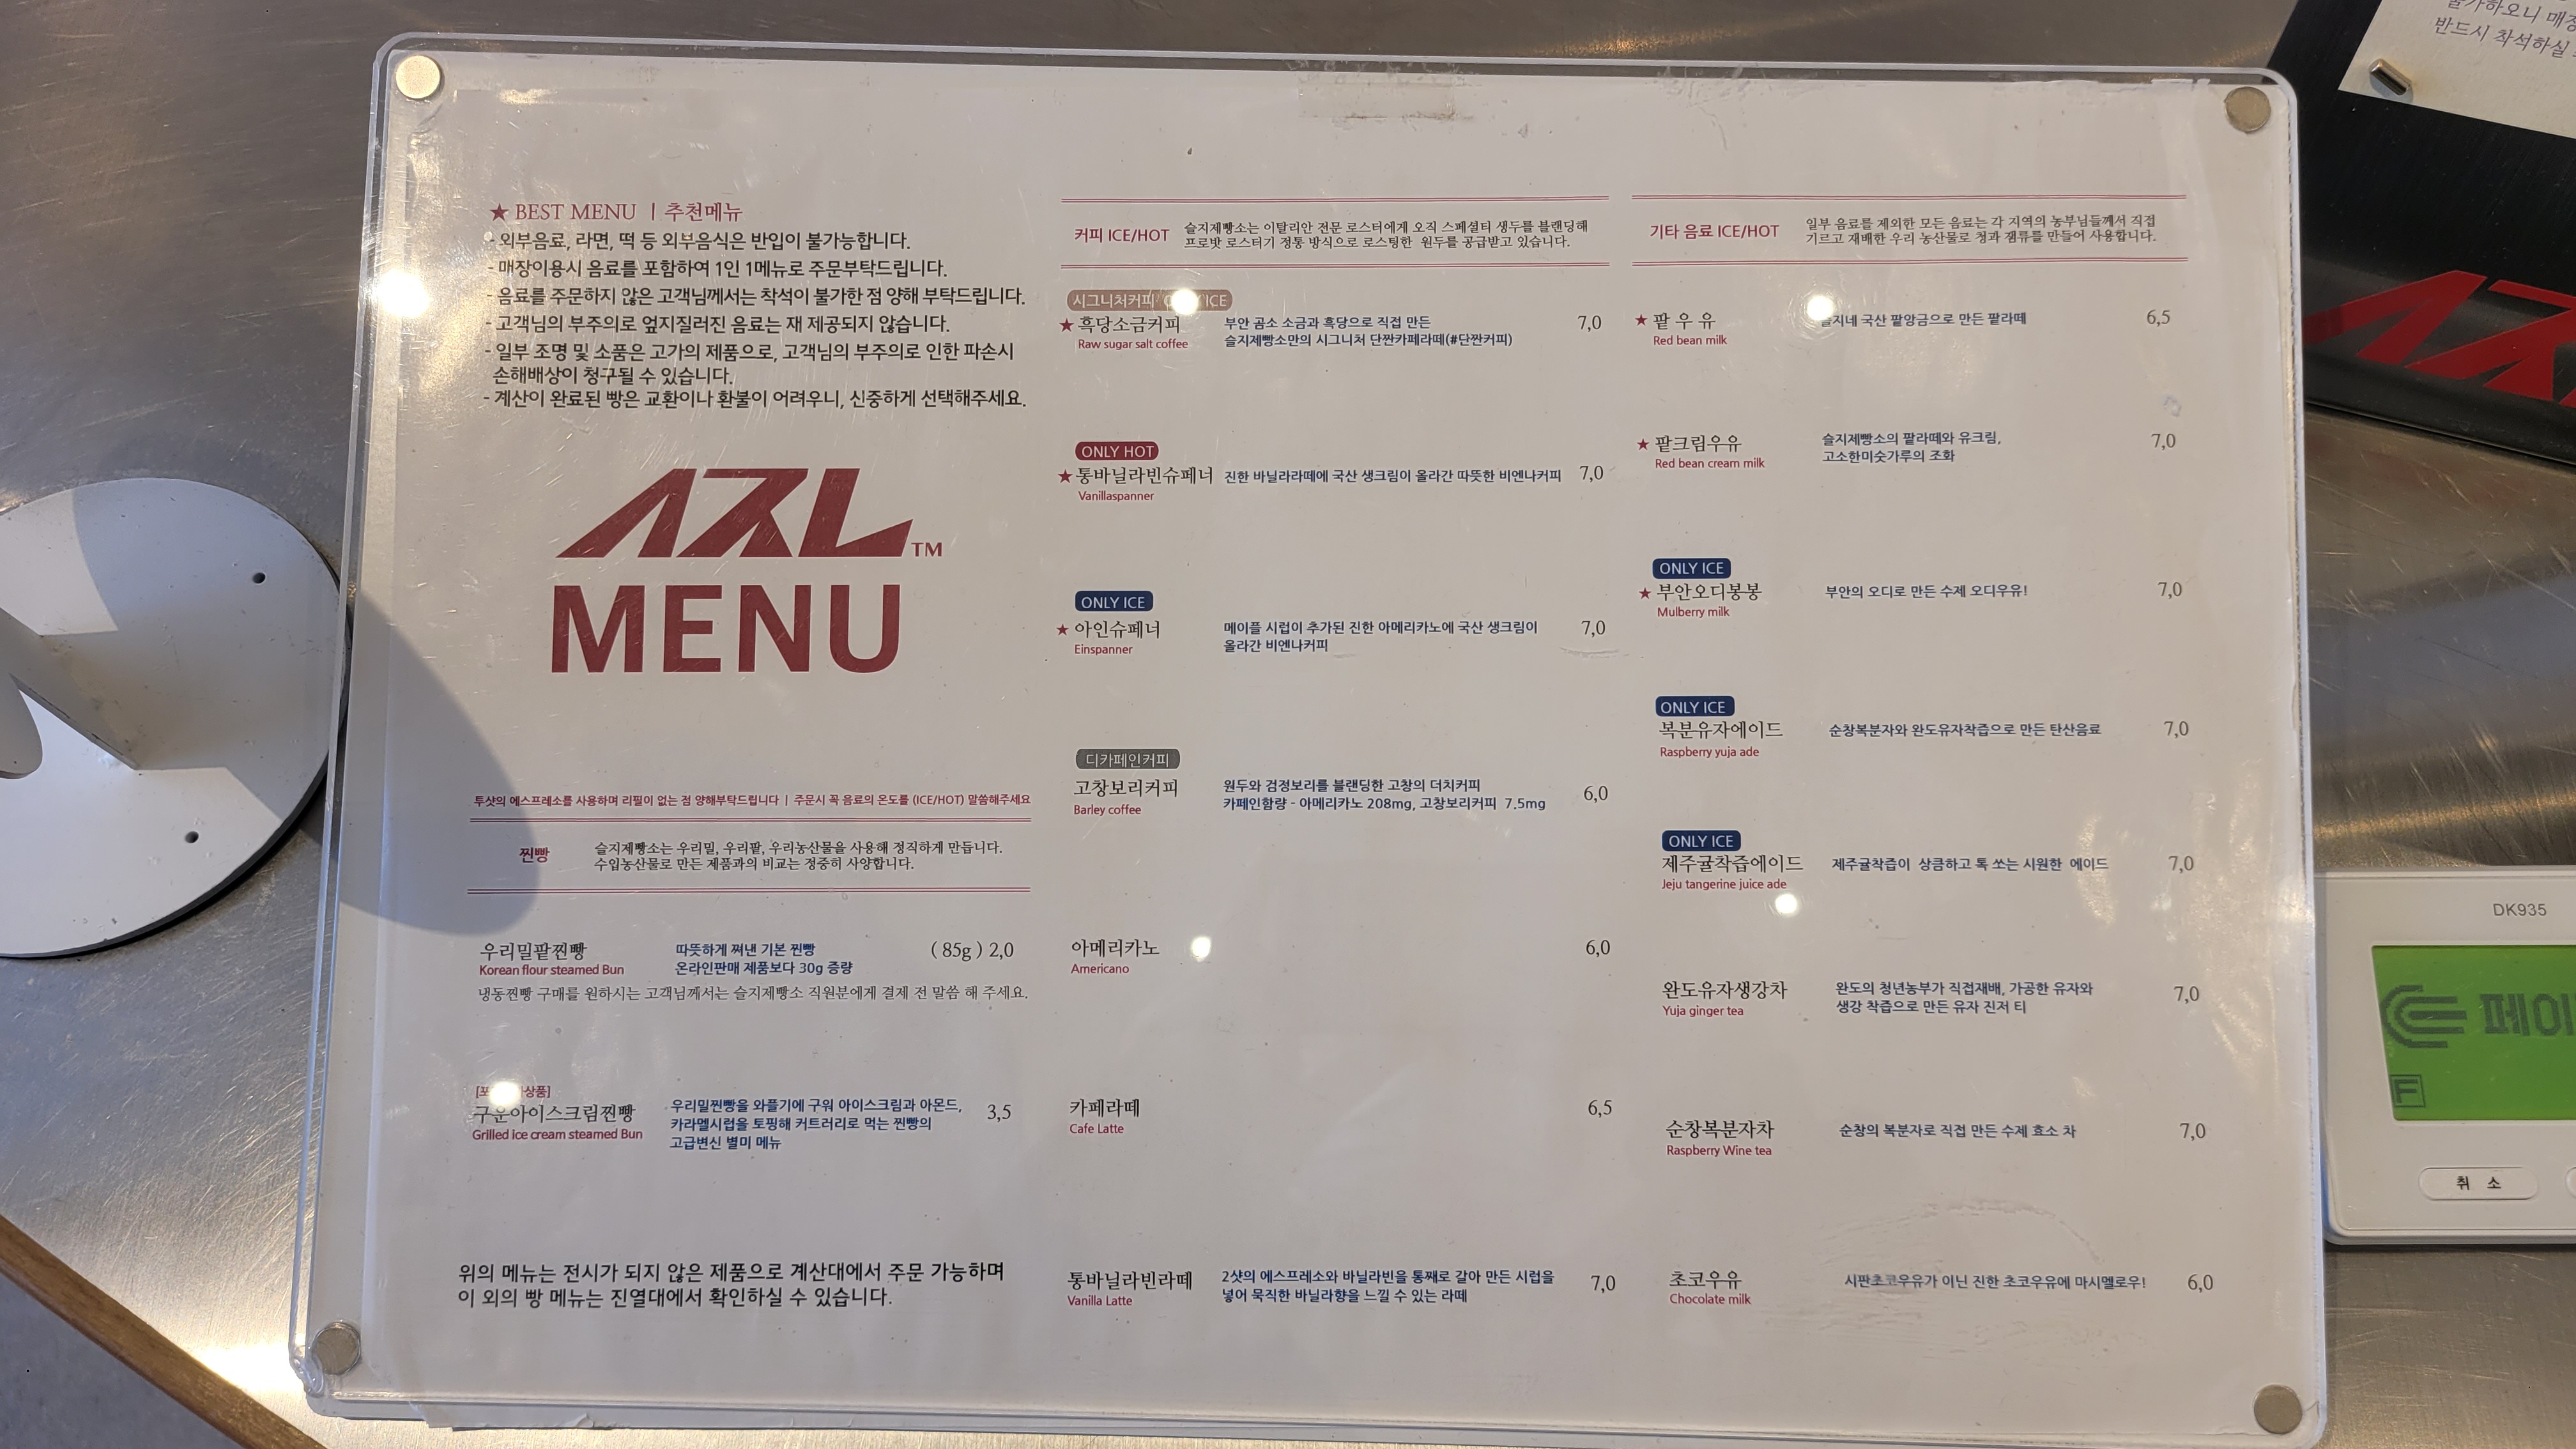 ★ BEST MENU | 추천메뉴
- 외부음료, 라면, 떡 등 외부음식은 반입이 불가능합니다.
- 매장이용시 음료를 포함하여 1인 1메뉴로 주문부탁드립니다.
- 음료를 주문하지 않은 고객님께서는 착석이 불가한 점 양해 부탁드립니다.
- 고객님의 부주의로 엎지질러진 음료는 재 제공되지 않습니다.
- 일부 조명 및 소품은 고가의 제품으로, 고객님의 부주의로 인한 파손시
손해배상이 청구될 수 있습니다.
- 계산이 완료된 빵은 교환이나 환불이 어려우니, 신중하게 선택해주세요.
TM
MENU
투샷의 에스프레소를 사용하며 리필이 없는 점 양해부탁드립니다 | 주문시 꼭 음료의 온도를 (ICE/HOT) 말씀해주세요
찐빵
슬지제빵소는 우리밀, 우리팥, 우리농산물을 사용해 정직하게 만듭니다.
수입농산물로 만든 제품과의 비교는 정중히 사양합니다.
우리밀팥찐빵
Korean flour steamed Bun
따뜻하게 쪄낸 기본 찐빵
온라인판매 제품보다 30g 증량
( 85g ) 2,0
냉동찐빵 구매를 원하시는 고객님께서는 슬지제빵소 직원분에게 결제 전 말씀 해 주세요.
구운아이스크림찐빵
Grilled ice cream steamed Bun
우리밀찐빵을 와플기에 구워 아이스크림과 아몬드,
카라멜시럽을 토핑해 커트러리로 먹는 찐빵의
고급변신 별미 메뉴
3,5
위의 메뉴는 전시가 되지 않은 제품으로 계산대에서 주문 가능하며
이 외의 빵 메뉴는 진열대에서 확인하실 수 있습니다.
커피 ICE/HOT
슬지제빵소는 이탈리안 전문 로스터에게 오직 스페셜티 생두를 블랜딩해
프로밧 로스터기 정통 방식으로 로스팅한 원두를 공급받고 있습니다.
시그니처커피 ICE
★ 흑당소금커피
Raw sugar salt coffee
부안 곰소 소금과 흑당으로 직접 만든
슬지제빵소만의 시그니처 단짠카페라떼(#단짠커피)
7,0
ONLY HOT
★ 통바닐라빈슈페너
Vanillaspanner
진한 바닐라라떼에 국산 생크림이 올라간 따뜻한 비엔나커피
7,0
ONLY ICE
★ 아인슈페너
Einspanner
메이플 시럽이 추가된 진한 아메리카노에 국산 생크림이
올라간 비엔나커피
7,0
디카페인커피
고창보리커피
Barley coffee
원두와 검정보리를 블랜딩한 고창의 더치커피
카페인함량 - 아메리카노 208mg, 고창보리커피 7.5mg
6,0
아메리카노
Americano
6,0
카페라떼
Cafe Latte
6,5
통바닐라빈라떼
Vanilla Latte
2샷의 에스프레소와 바닐라빈을 통째로 갈아 만든 시럽을
넣어 묵직한 바닐라향을 느낄 수 있는 라떼
7,0
기타 음료 ICE/HOT
일부 음료를 제외한 모든 음료는 각 지역의 농부님들께서 직접
기르고 재배한 우리 농산물로 청과 잼류를 만들어 사용합니다.
★ 팥 우 유
Red bean milk
슬지네 국산 팥앙금으로 만든 팥라떼
6,5
★ 팥크림우유
Red bean cream milk
슬지제빵소의 팥라떼와 유크림,
고소한미숫가루의 조화
7,0
ONLY ICE
★ 부안오디봉봉
Mulberry milk
부안의 오디로 만든 수제 오디우유!
7,0
ONLY ICE
복분유자에이드
Raspberry yuja ade
순창복분자와 완도유자착즙으로 만든 탄산음료
7,0
ONLY ICE
제주귤착즙에이드
Jeju tangerine juice ade
제주귤착즙이 상큼하고 톡 쏘는 시원한 에이드
7,0
완도유자생강차
Yuja ginger tea
완도의 청년농부가 직접재배, 가공한 유자와
생강 착즙으로 만든 유자 진저 티
7,0
순창복분자차
Raspberry Wine tea
순창의 복분자로 직접 만든 수제 효소 차
7,0
초코우유
Chocolate milk
시판초코우유가 이닌 진한 초코우유에 마시멜로우!
6,0
불가하오니 매장
반드시 착석하실
DK935
페이
F
취 소